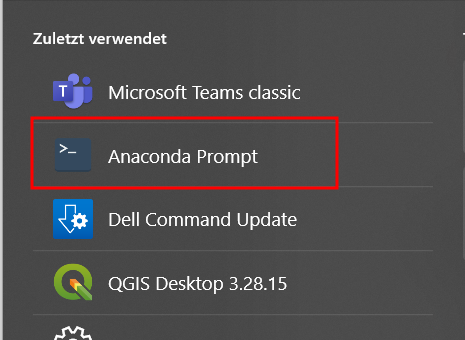 Zuletzt verwendet
Microsoft Teams classic
Anaconda Prompt
Dell Command Update
QGIS Desktop 3.28.15